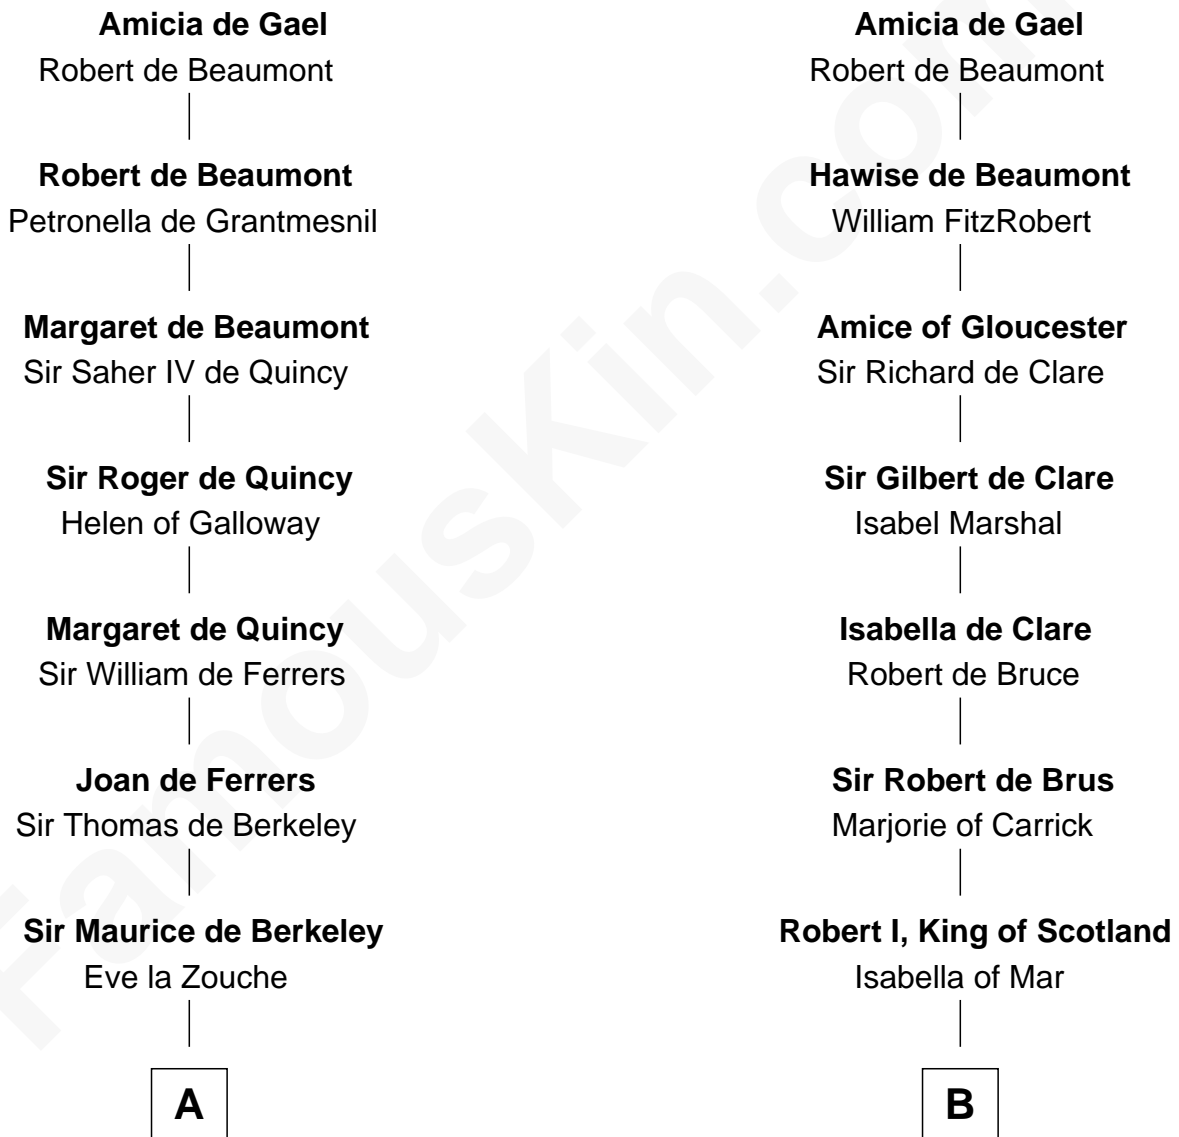 Amicia de Gael
Robert de Beaumont
Robert de Beaumont
Petronella de Grantmesnil
Margaret de Beaumont
Sir Saher IV de Quincy
Sir Roger de Quincy
Helen of Galloway
Margaret de Quincy
Sir William de Ferrers
Joan de Ferrers
Sir Thomas de Berkeley
Sir Maurice de Berkeley
Eve la Zouche
A
Amicia de Gael
Robert de Beaumont
Hawise de Beaumont
William FitzRobert
Amice of Gloucester
Sir Richard de Clare
Sir Gilbert de Clare
Isabel Marshal
Isabella de Clare
Robert de Bruce
Sir Robert de Brus
Marjorie of Carrick
Robert I, King of Scotland
Isabella of Mar
B
FamousKin.com